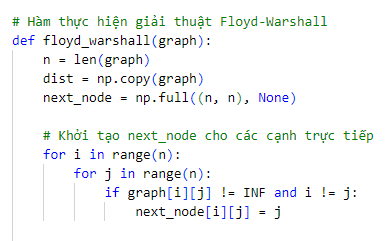 # Hàm thực hiện giải thuật Floyd-Warshall
def floyd_warshall(graph):
    n = len(graph)
    dist = np.copy(graph)
    next_node = np.full((n, n), None)

    # Khởi tạo next_node cho các cạnh trực tiếp
    for i in range(n):
        for j in range(n):
            if graph[i][j] != INF and i != j:
                next_node[i][j] = j